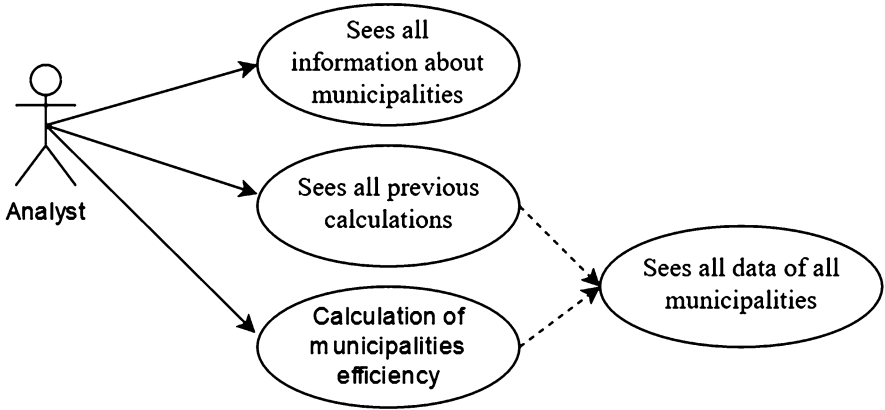 Sees all
information about
municipalities
Analyst
Sees all previous
calculations
Sees all data of all
municipalities
Calculation of
municipalities
efficiency